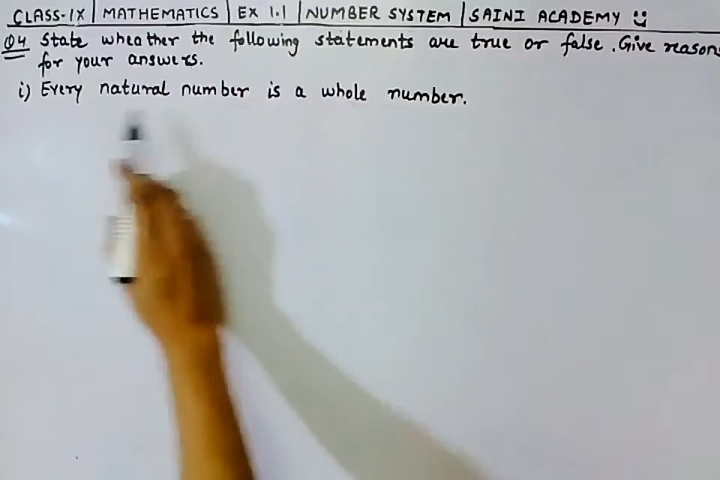 CLASS-IX | MATHEMATICS | EX 1.1 | NUMBER SYSTEM | SAINI ACADEMY
Q4 State wheather the following statements are true or false. Give reasons
for your answers.
i) Every natural number is a whole number.